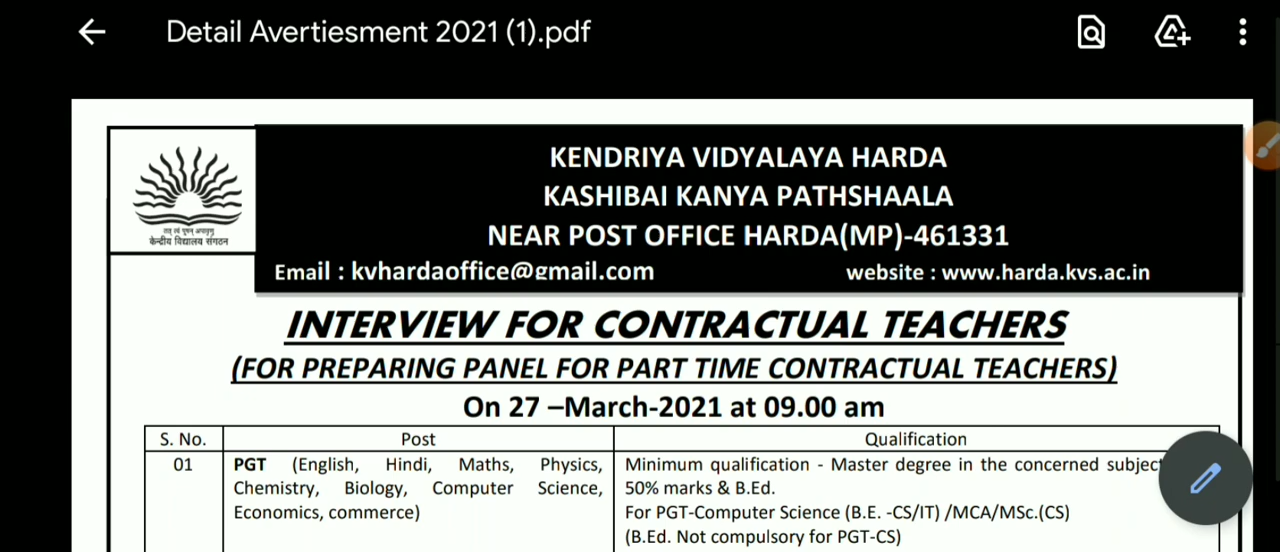 Detail Avertiesment 2021 (1).pdf
KENDRIYA VIDYALAYA HARDA
KASHIBAI KANYA PATHSHAALA
NEAR POST OFFICE HARDA(MP)-461331
Email : kvhardaoffice@gmail.com website : www.harda.kvs.ac.in
तत् त्वं पूषन् अपावृणु
केन्द्रीय विद्यालय संगठन
INTERVIEW FOR CONTRACTUAL TEACHERS
(FOR PREPARING PANEL FOR PART TIME CONTRACTUAL TEACHERS)
On 27 –March-2021 at 09.00 am
S. No. Post Qualification
01 PGT (English, Hindi, Maths, Physics, Minimum qualification - Master degree in the concerned subjec
Chemistry, Biology, Computer Science, 50% marks & B.Ed.
Economics, commerce) For PGT-Computer Science (B.E. -CS/IT) /MCA/MSc.(CS)
(B.Ed. Not compulsory for PGT-CS)